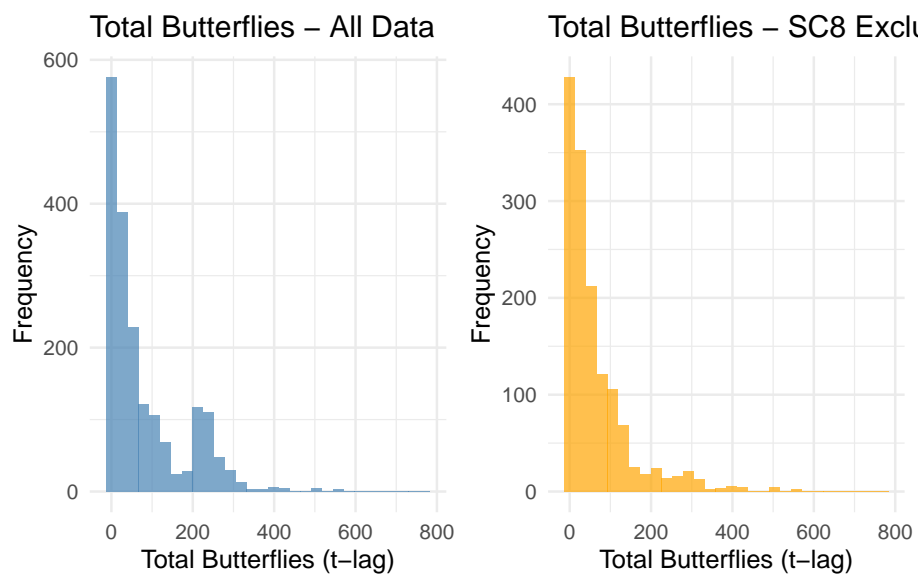 Total Butterflies – All Data
600
400
200
0
Frequency
0 200 400 600 800
Total Butterflies (t–lag)
Total Butterflies – SC8 Exclu
400
300
200
100
0
Frequency
0 200 400 600 800
Total Butterflies (t–lag)